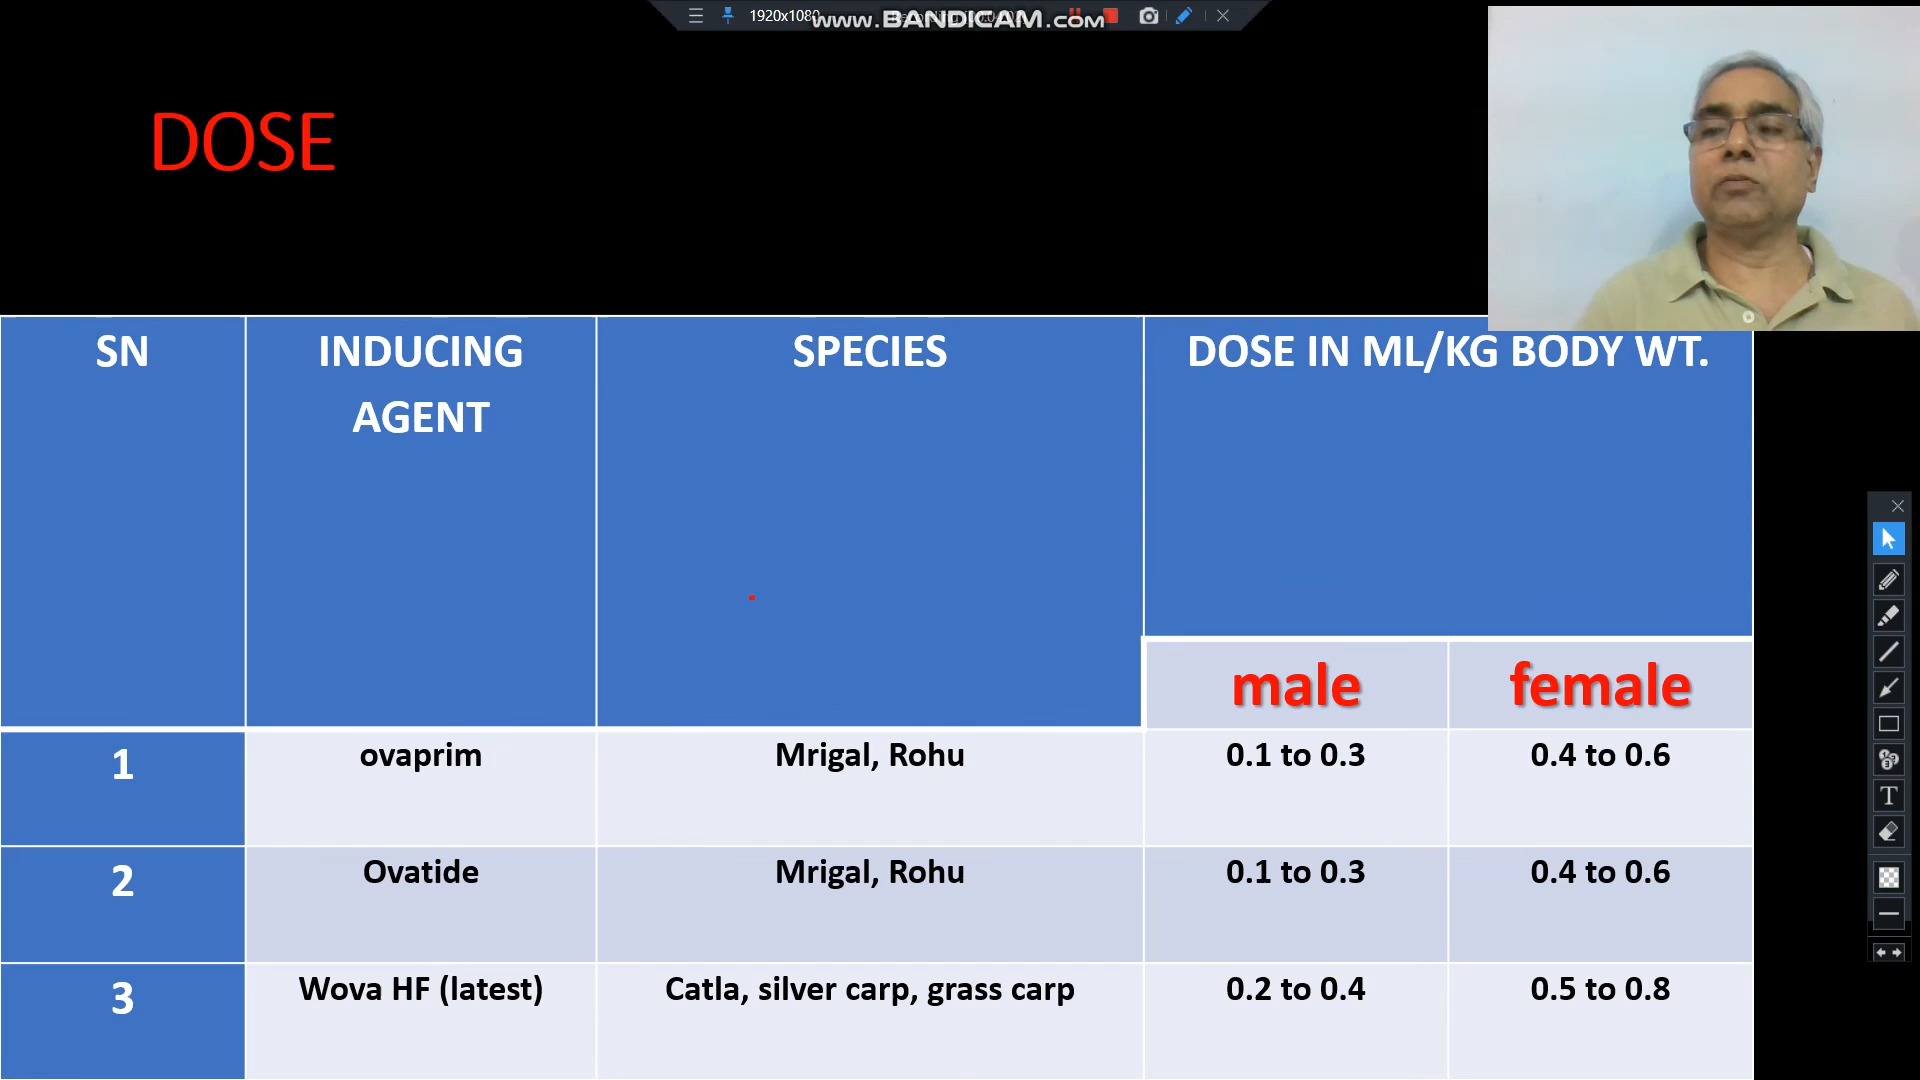 1920x1080
www.BANDICAM.com
DOSE
SN
INDUCING
AGENT
SPECIES
DOSE IN ML/KG BODY WT.
male
female
1
ovaprim
Mrigal, Rohu
0.1 to 0.3
0.4 to 0.6
2
Ovatide
Mrigal, Rohu
0.1 to 0.3
0.4 to 0.6
3
Wova HF (latest)
Catla, silver carp, grass carp
0.2 to 0.4
0.5 to 0.8
T